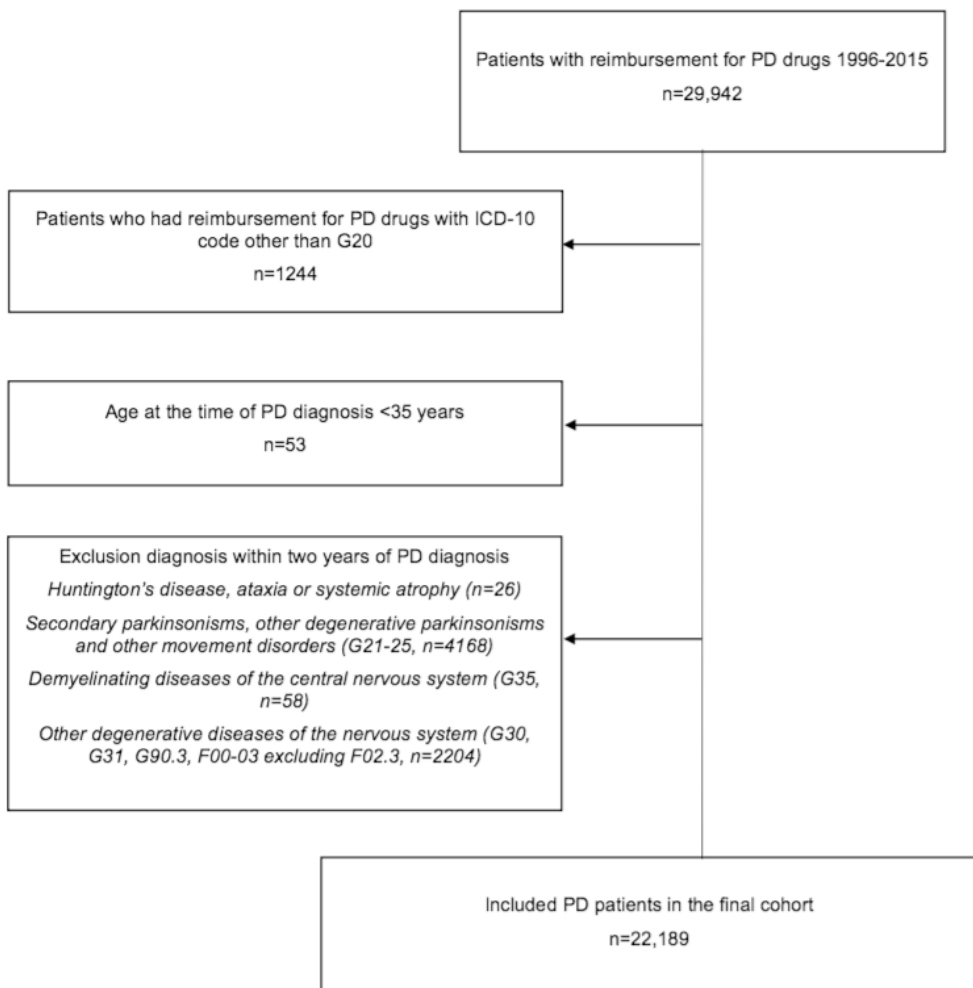 Patients with reimbursement for PD drugs 1996-2015
n=29,942
Patients who had reimbursement for PD drugs with ICD-10
code other than G20
n=1244
Age at the time of PD diagnosis <35 years
n=53
Exclusion diagnosis within two years of PD diagnosis
Huntington's disease, ataxia or systemic atrophy (n=26)
Secondary parkinsonisms, other degenerative parkinsonisms
and other movement disorders (G21-25, n=4168)
Demyelinating diseases of the central nervous system (G35,
n=58)
Other degenerative diseases of the nervous system (G30,
G31, G90.3, F00-03 excluding F02.3, n=2204)
Included PD patients in the final cohort
n=22,189